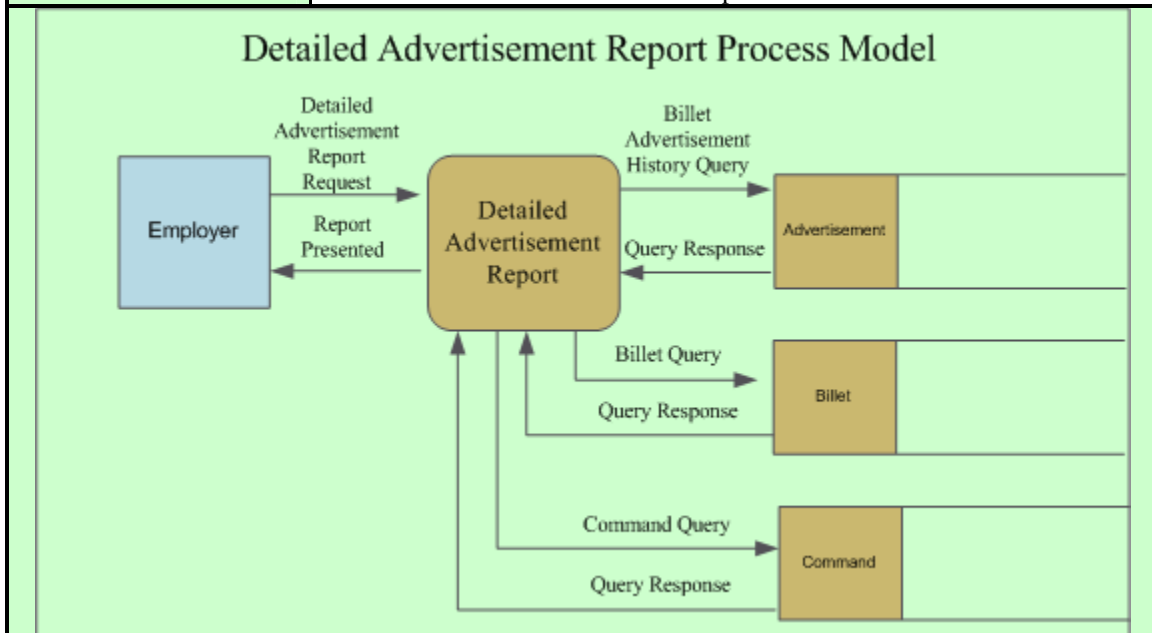 Detailed Advertisement Report Process Model
Detailed
Advertisement
Report
Request
Billet
Advertisement
History Query
Employer
Report
Presented
Detailed
Advertisement
Report
Advertisement
Query Response
Billet Query
Billet
Query Response
Command Query
Command
Query Response